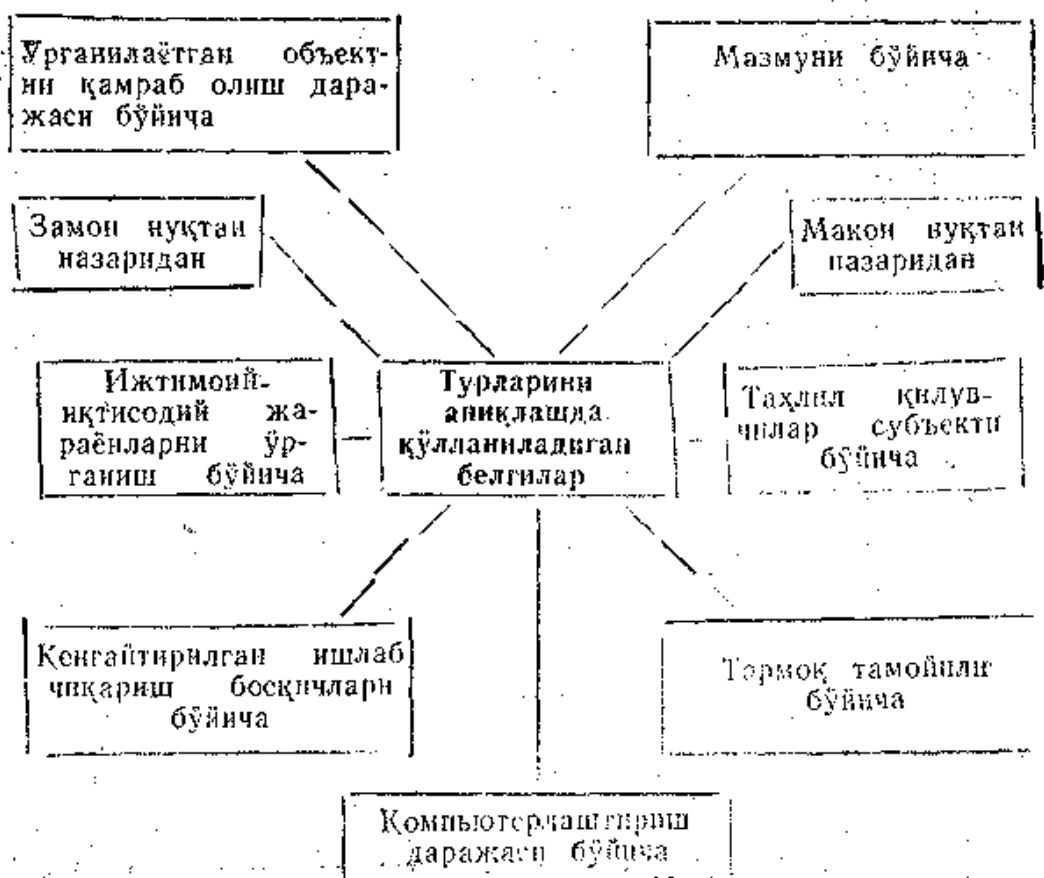 Ўрганилаётган объект-
ни қамраб олиш дара-
жаси бўйича
Мазмуни бўйича
Замон нуқтаи
назаридан
Макон нуқтаи
назаридан
Ижтимоий-
иқтисодий жа-
раёнларни ўр-
ганиш бўйича
Турларини
аниқлашда
қўлланиладиган
белгилар
Таҳлил қилув-
чилар субъекти
бўйича
Кенгайтирилган ишлаб
чиқариш босқичлари
бўйича
Тармоқ тамойили
бўйича
Компьютерлаштириш
даражаси бўйича